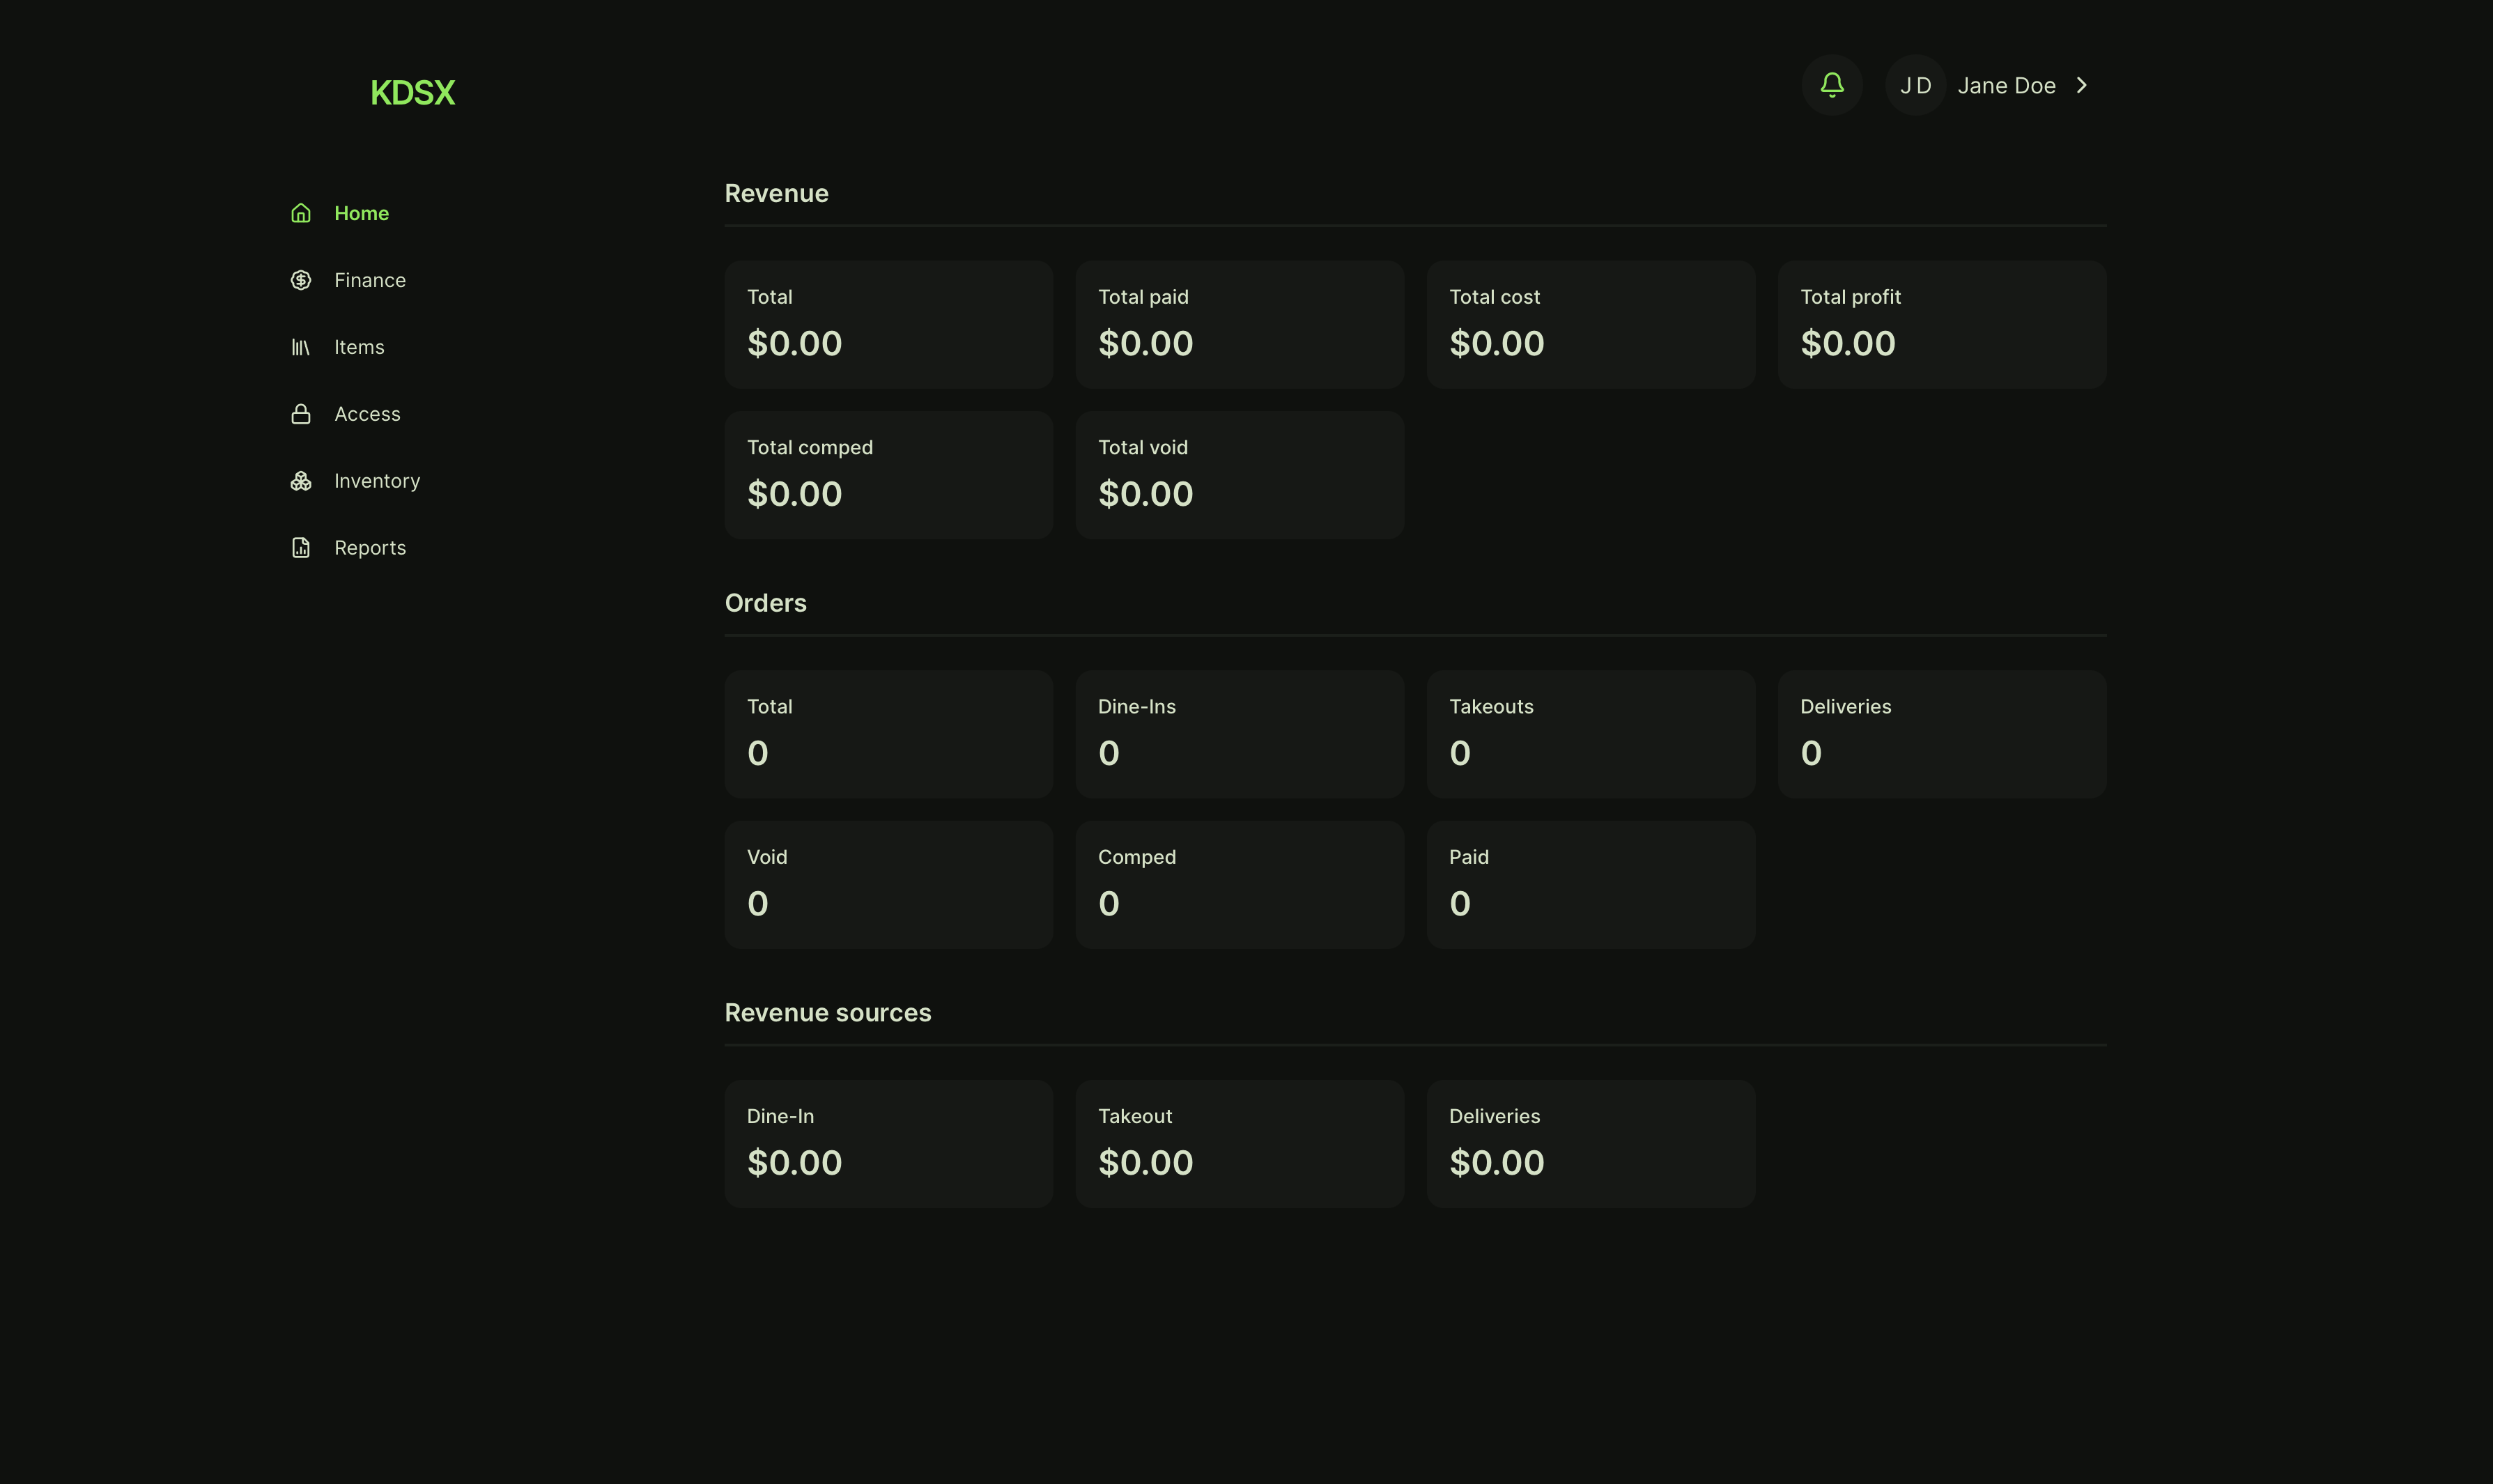 KDSX
JD Jane Doe
Home
Finance
Items
Access
Inventory
Reports
Revenue
Total
$0.00
Total paid
$0.00
Total cost
$0.00
Total profit
$0.00
Total comped
$0.00
Total void
$0.00
Orders
Total
0
Dine-Ins
0
Takeouts
0
Deliveries
0
Void
0
Comped
0
Paid
0
Revenue sources
Dine-In
$0.00
Takeout
$0.00
Deliveries
$0.00